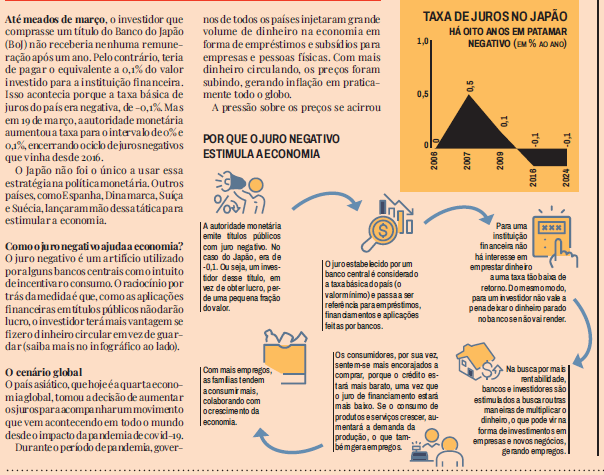 Até meados de março, o investidor que
comprasse um título do Banco do Japão
(BoJ) não receberia nenhuma remune-
ração após um ano. Pelo contrário, teria
de pagar o equivalente a 0,1% do valor
investido para a instituição financeira.
Isso acontecia porque a taxa básica de
juros do país era negativa, de –0,1%. Mas
em 19 de março, a autoridade monetária
aumentou a taxa para o intervalo de 0% e
0,1%, encerrando o ciclo de juros negativos
que vinha desde 2016.
O Japão não foi o único a usar essa
estratégia na política monetária. Outros
países, como Espanha, Dinamarca, Suíça
e Suécia, lançaram mão dessa tática para
estimular a economia.
Como o juro negativo ajuda a economia?
O juro negativo é um artifício utilizado
por alguns bancos centrais com o intuito
de incentivar o consumo. O raciocínio por
trás da medida é que, como as aplicações
financeiras em títulos públicos não darão
lucro, o investidor terá mais vantagem se
fizer o dinheiro circular em vez de guar-
dar (saiba mais no infográfico ao lado).
O cenário global
O país asiático, que hoje é a quarta econo-
mia global, tomou a decisão de aumentar
os juros para acompanhar um movimento
que vem acontecendo em todo o mundo
desde o impacto da pandemia de covid-19.
Durante o período de pandemia, gover-
nos de todos os países injetaram grande
volume de dinheiro na economia em
forma de empréstimos e subsídios para
empresas e pessoas físicas. Com mais
dinheiro circulando, os preços foram
subindo, gerando inflação em pratica-
mente todo o globo.
A pressão sobre os preços se acirrou
TAXA DE JUROS NO JAPÃO
HÁ OITO ANOS EM PATAMAR
NEGATIVO (EM % AO ANO)
1,0
0,5
0
0
0,5
0,1
-0,1
-0,1
2006
2007
2009
2016
2024
POR QUE O JURO NEGATIVO
ESTIMULA A ECONOMIA
A autoridade monetária
emite títulos públicos
com juro negativo. No
caso do Japão, era de
-0,1. Ou seja, um inves-
tidor desse título, em
vez de obter lucro, per-
de uma pequena fração
do valor.
O juro estabelecido por um
banco central é considerado
a taxa básica do país (o
valor mínimo) e passa a ser
referência para empréstimos,
financiamentos e aplicações
feitas por bancos.
Para uma
instituição
financeira não
há interesse em
emprestar dinheiro
a uma taxa tão baixa de
retorno. Do mesmo modo,
para um investidor não vale a
pena deixar o dinheiro parado
no banco se não vai render.
Na busca por mais
rentabilidade,
bancos e investidores são
estimulados a buscar outras
maneiras de multiplicar o
dinheiro, o que pode vir na
forma de investimentos em
empresas e novos negócios,
gerando empregos.
Os consumidores, por sua vez,
sentem-se mais encorajados a
comprar, porque o crédito es-
tará mais barato, uma vez que
o juro de financiamento estará
mais baixo. Se o consumo de
produtos e serviços crescer, au-
mentará a demanda da
produção, o que tam-
bém gera empregos.
Com mais empregos,
as famílias tendem
a consumir mais,
colaborando com
o crescimento da
economia.